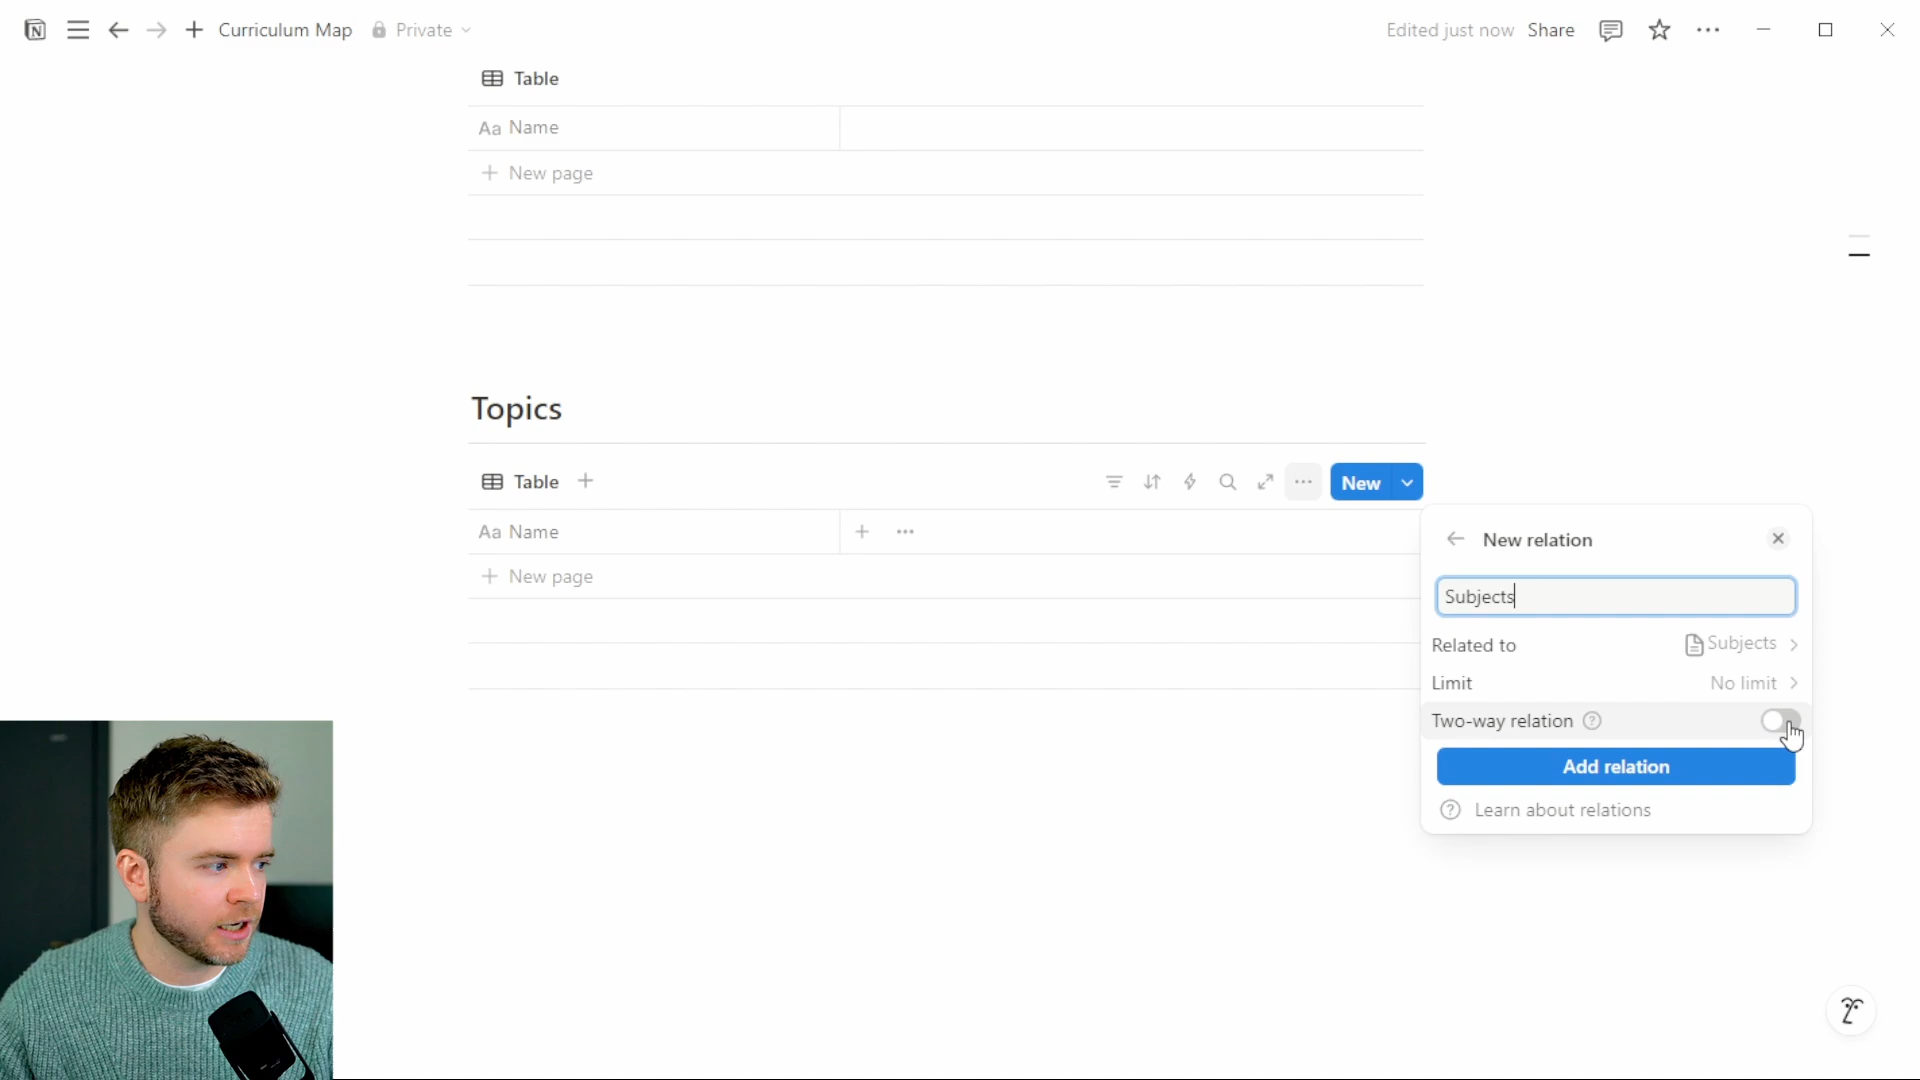 Curriculum Map Private
Edited just now Share
Table
Aa Name
New page
Topics
Table
New
Aa Name
New page
New relation
Subjects
Related to Subjects
Limit No limit
Two-way relation
Add relation
Learn about relations